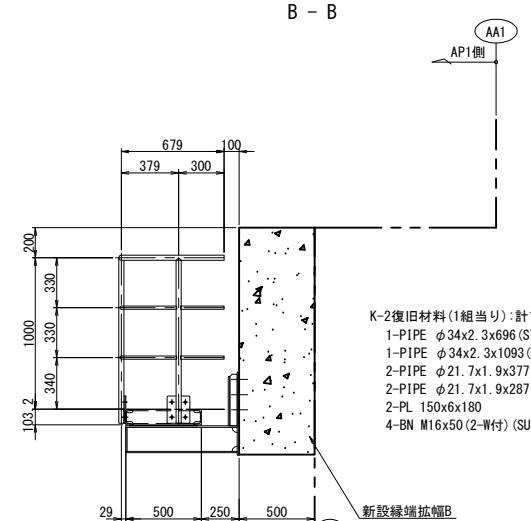 B - B
AA1
AP1側
679
100
379
300
200
330
330
340
1000
103.2
K-2復旧材料(1組当り):計
1-PIPE φ34x2.3x696(S
1-PIPE φ34x2.3x1093(
2-PIPE φ21.7x1.9x377
2-PIPE φ21.7x1.9x287
2-PL 150x6x180
4-BN M16x50(2-W付)(SU
29
500
250
500
新設縁端拡幅B